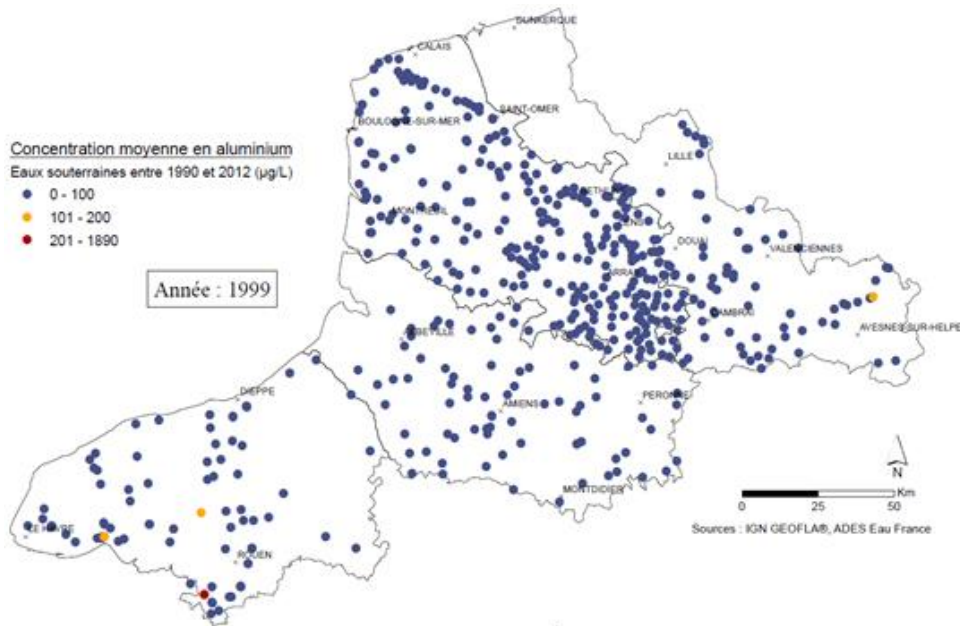 DUNKERQUE
CALAIS
SAINT-OMER
BOULOGNE-SUR-MER
LILLE
Concentration moyenne en aluminium
Eaux souterraines entre 1990 et 2012 (µg/L)
0 - 100
101 - 200
201 - 1890
MONTREUIL
DOUAI
VALENCIENNES
Année : 1999
CAMBRAI
AVESNES-SUR-HELPE
DIEPPE
AMIENS
PERONNE
N
MONTDIDIER
Km
0 25 50
Sources : IGN GEOFLA®, ADES Eau France
LE HAVRE
ROUEN